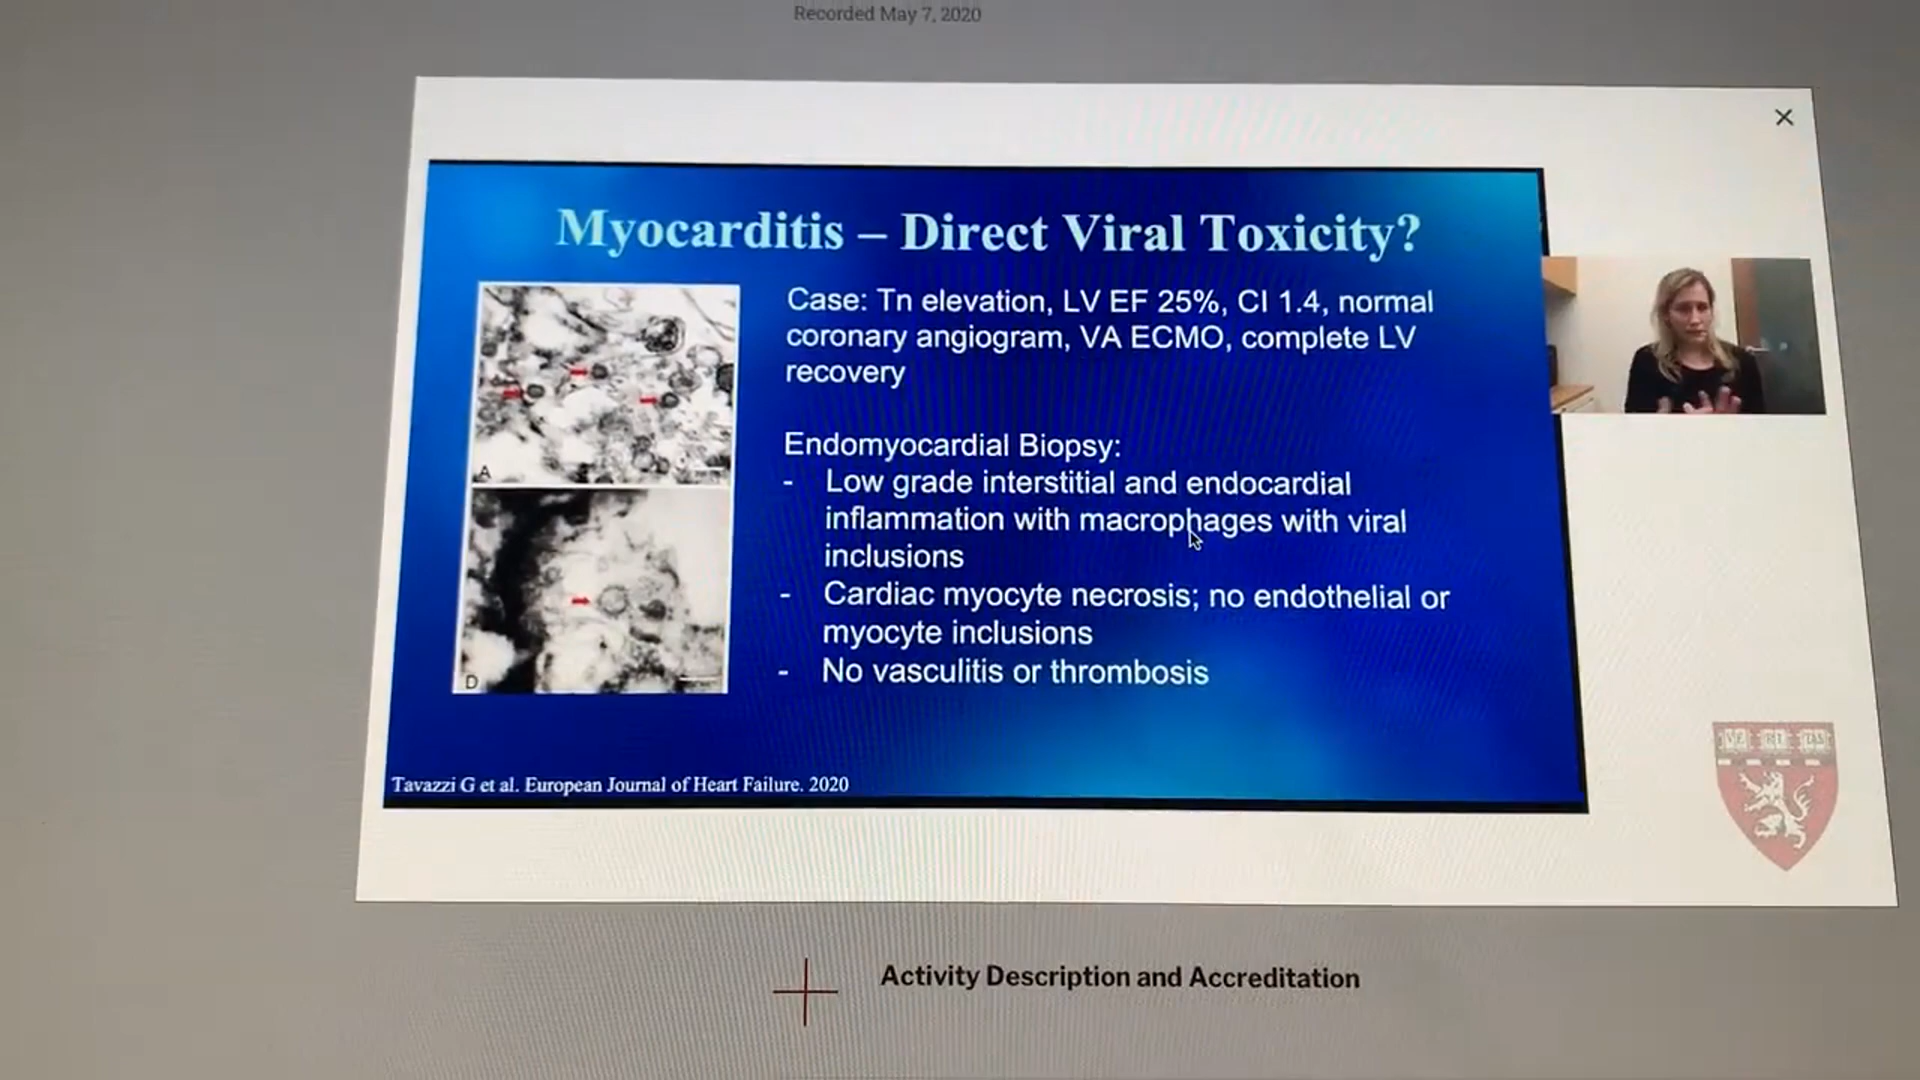 Recorded May 7, 2020
Myocarditis – Direct Viral Toxicity?
Case: Tn elevation, LV EF 25%, CI 1.4, normal
coronary angiogram, VA ECMO, complete LV
recovery
Endomyocardial Biopsy:
- Low grade interstitial and endocardial
inflammation with macrophages with viral
inclusions
- Cardiac myocyte necrosis; no endothelial or
myocyte inclusions
- No vasculitis or thrombosis
A
D
Tavazzi G et al. European Journal of Heart Failure. 2020
VE RI TAS
Activity Description and Accreditation